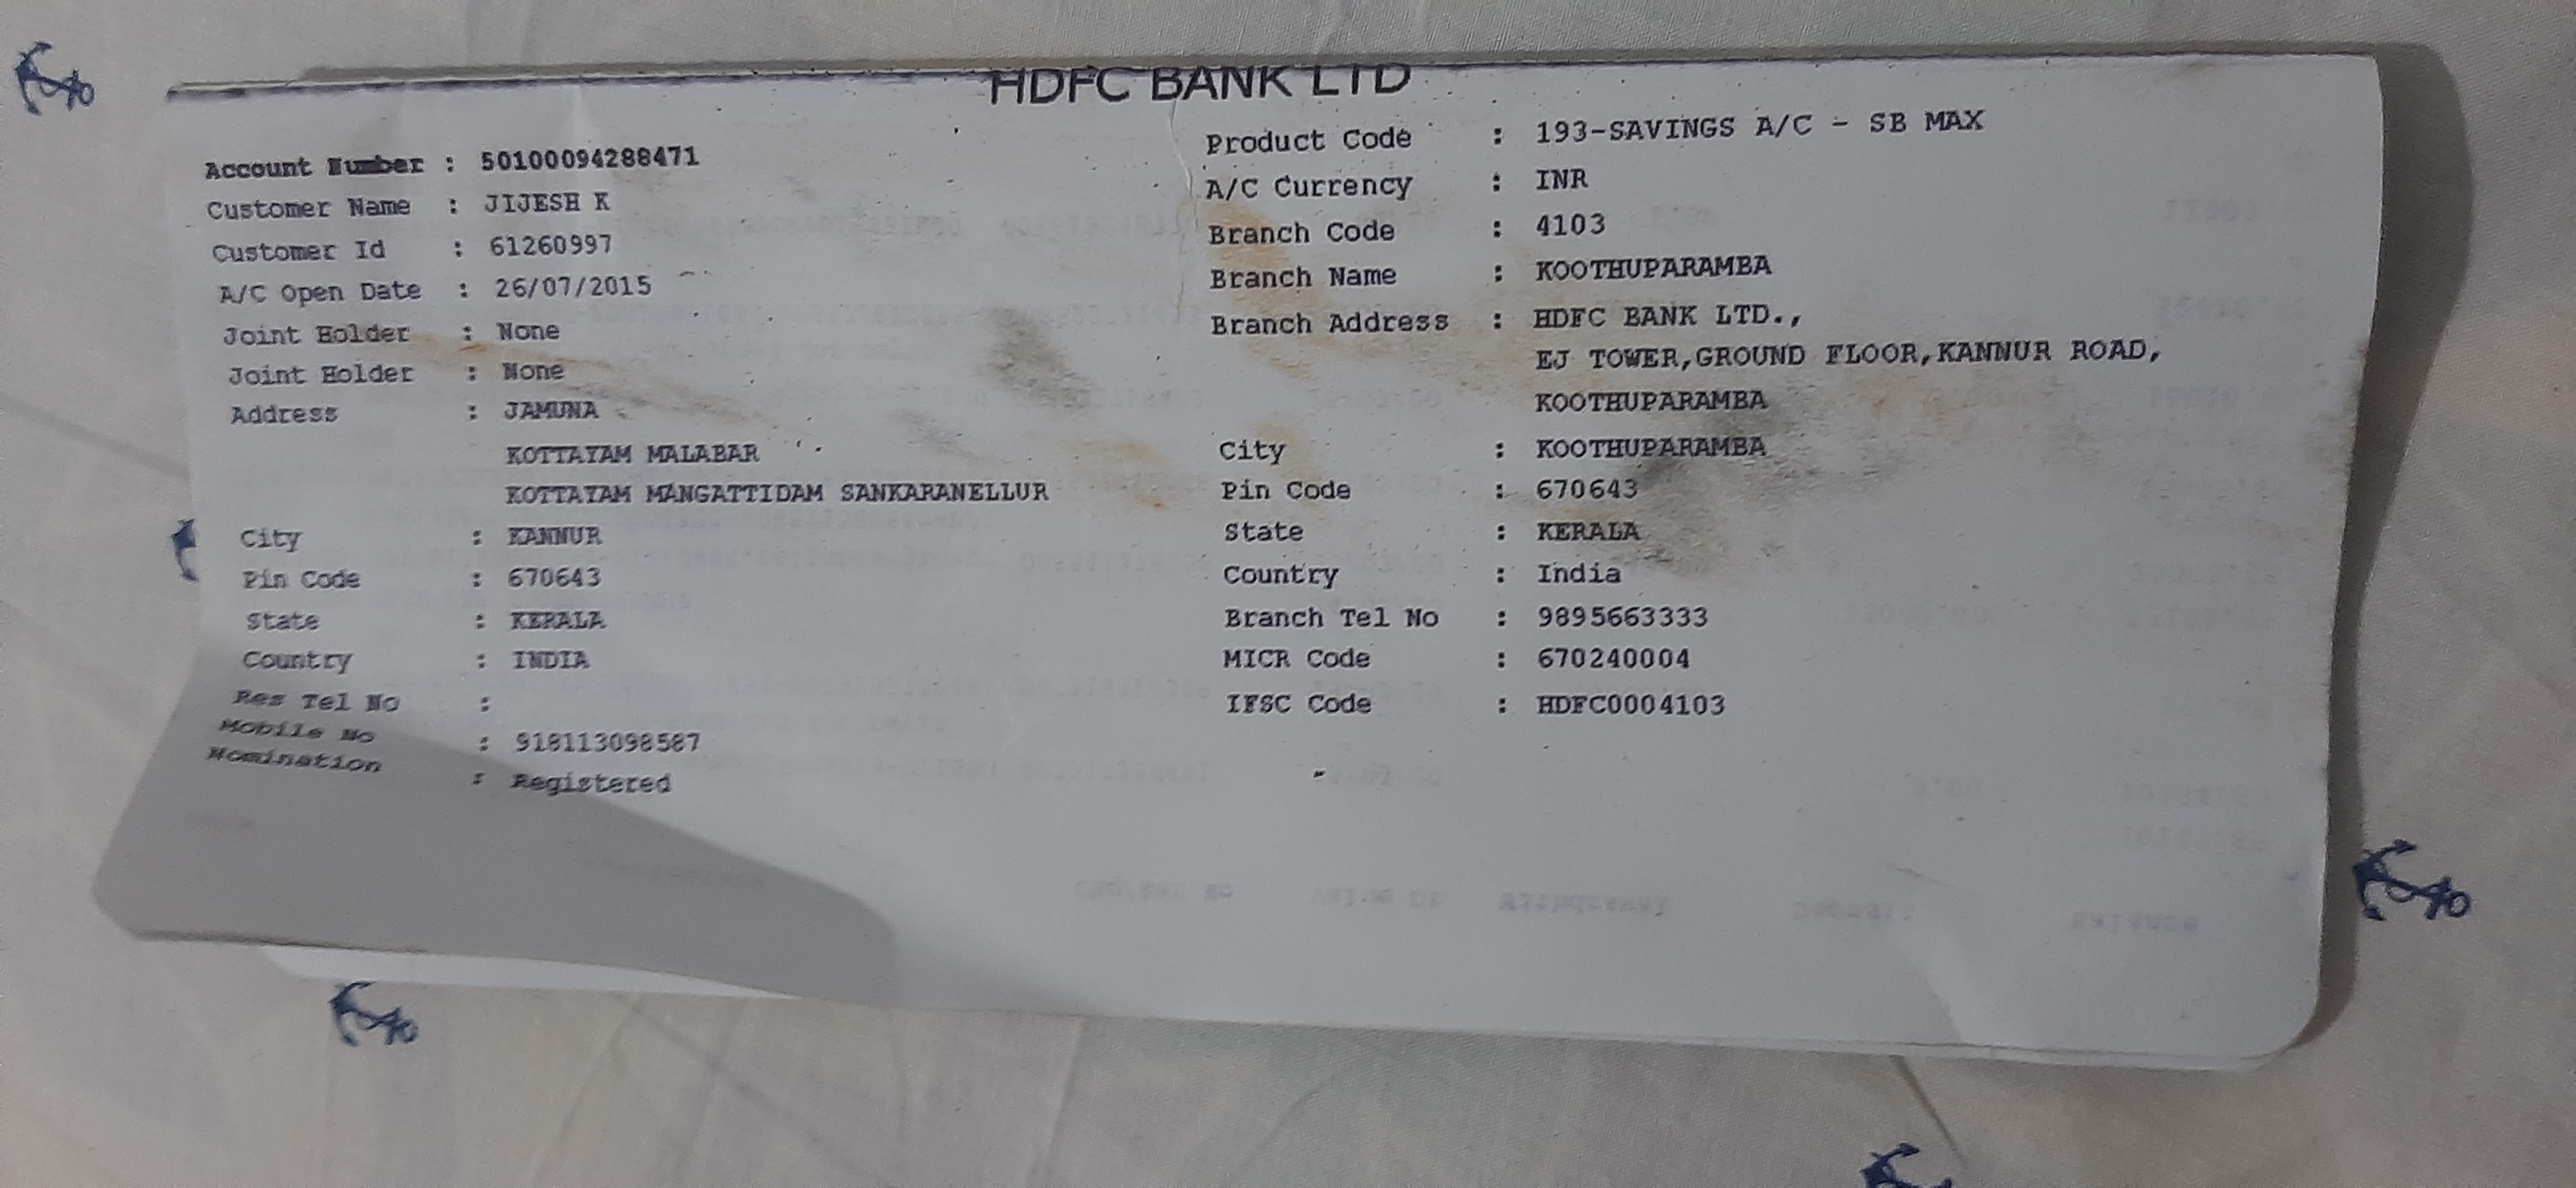 HDFC BANK LTD
Account Number : 50100094288471
Customer Name : JIJESH K
Customer Id : 61260997
A/C Open Date : 26/07/2015
Joint Holder : None
Joint Holder : None
Address : JAMUNA
KOTTAYAM MALABAR
KOTTAYAM MANGATTIDAM SANKARANELLUR
City : KANNUR
Pin Code : 670643
State : KERALA
Country : INDIA
Res Tel No :
Mobile No : 918113098587
Nomination : Registered
Product Code : 193-SAVINGS A/C - SB MAX
A/C Currency : INR
Branch Code : 4103
Branch Name : KOOTHUPARAMBA
Branch Address : HDFC BANK LTD.,
EJ TOWER,GROUND FLOOR,KANNUR ROAD,
KOOTHUPARAMBA
City : KOOTHUPARAMBA
Pin Code : 670643
State : KERALA
Country : India
Branch Tel No : 9895663333
MICR Code : 670240004
IFSC Code : HDFC0004103